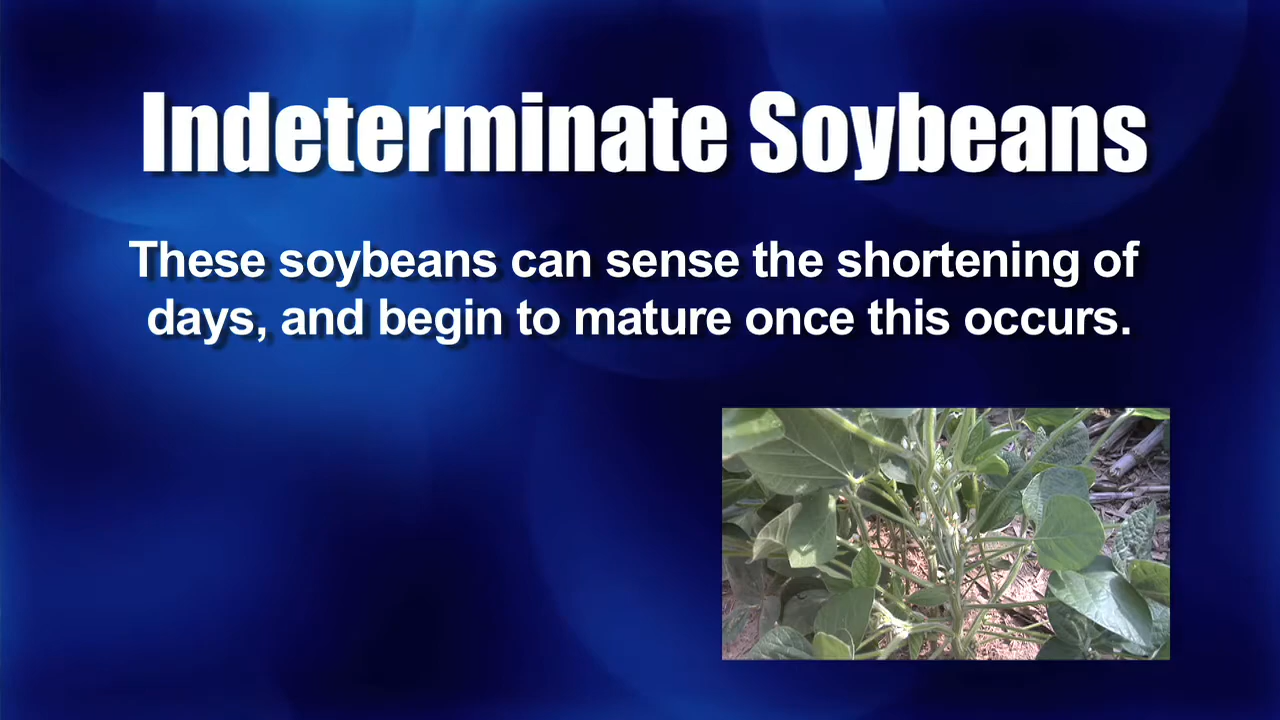 Indeterminate Soybeans
These soybeans can sense the shortening of
days, and begin to mature once this occurs.